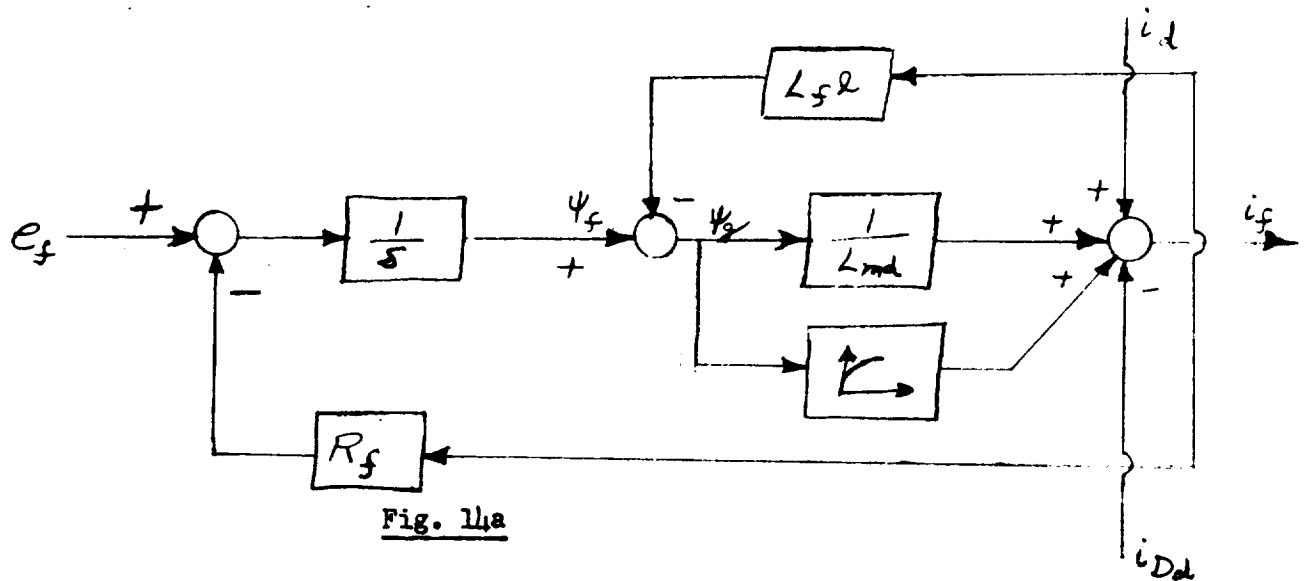 i_d
L_fℓ
-
+
e_f
+
-
1
s
ψ_f
+
ψ_g
1
L_md
+
+
-
i_f
R_f
Fig. 14a
i_Dd